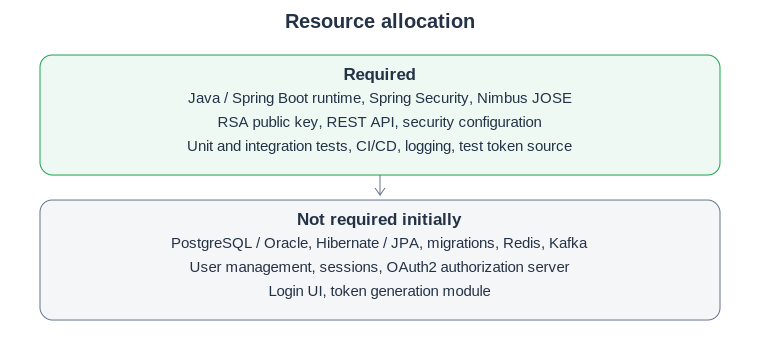 Resource allocation
Required
Java / Spring Boot runtime, Spring Security, Nimbus JOSE
RSA public key, REST API, security configuration
Unit and integration tests, CI/CD, logging, test token source
Not required initially
PostgreSQL / Oracle, Hibernate / JPA, migrations, Redis, Kafka
User management, sessions, OAuth2 authorization server
Login UI, token generation module